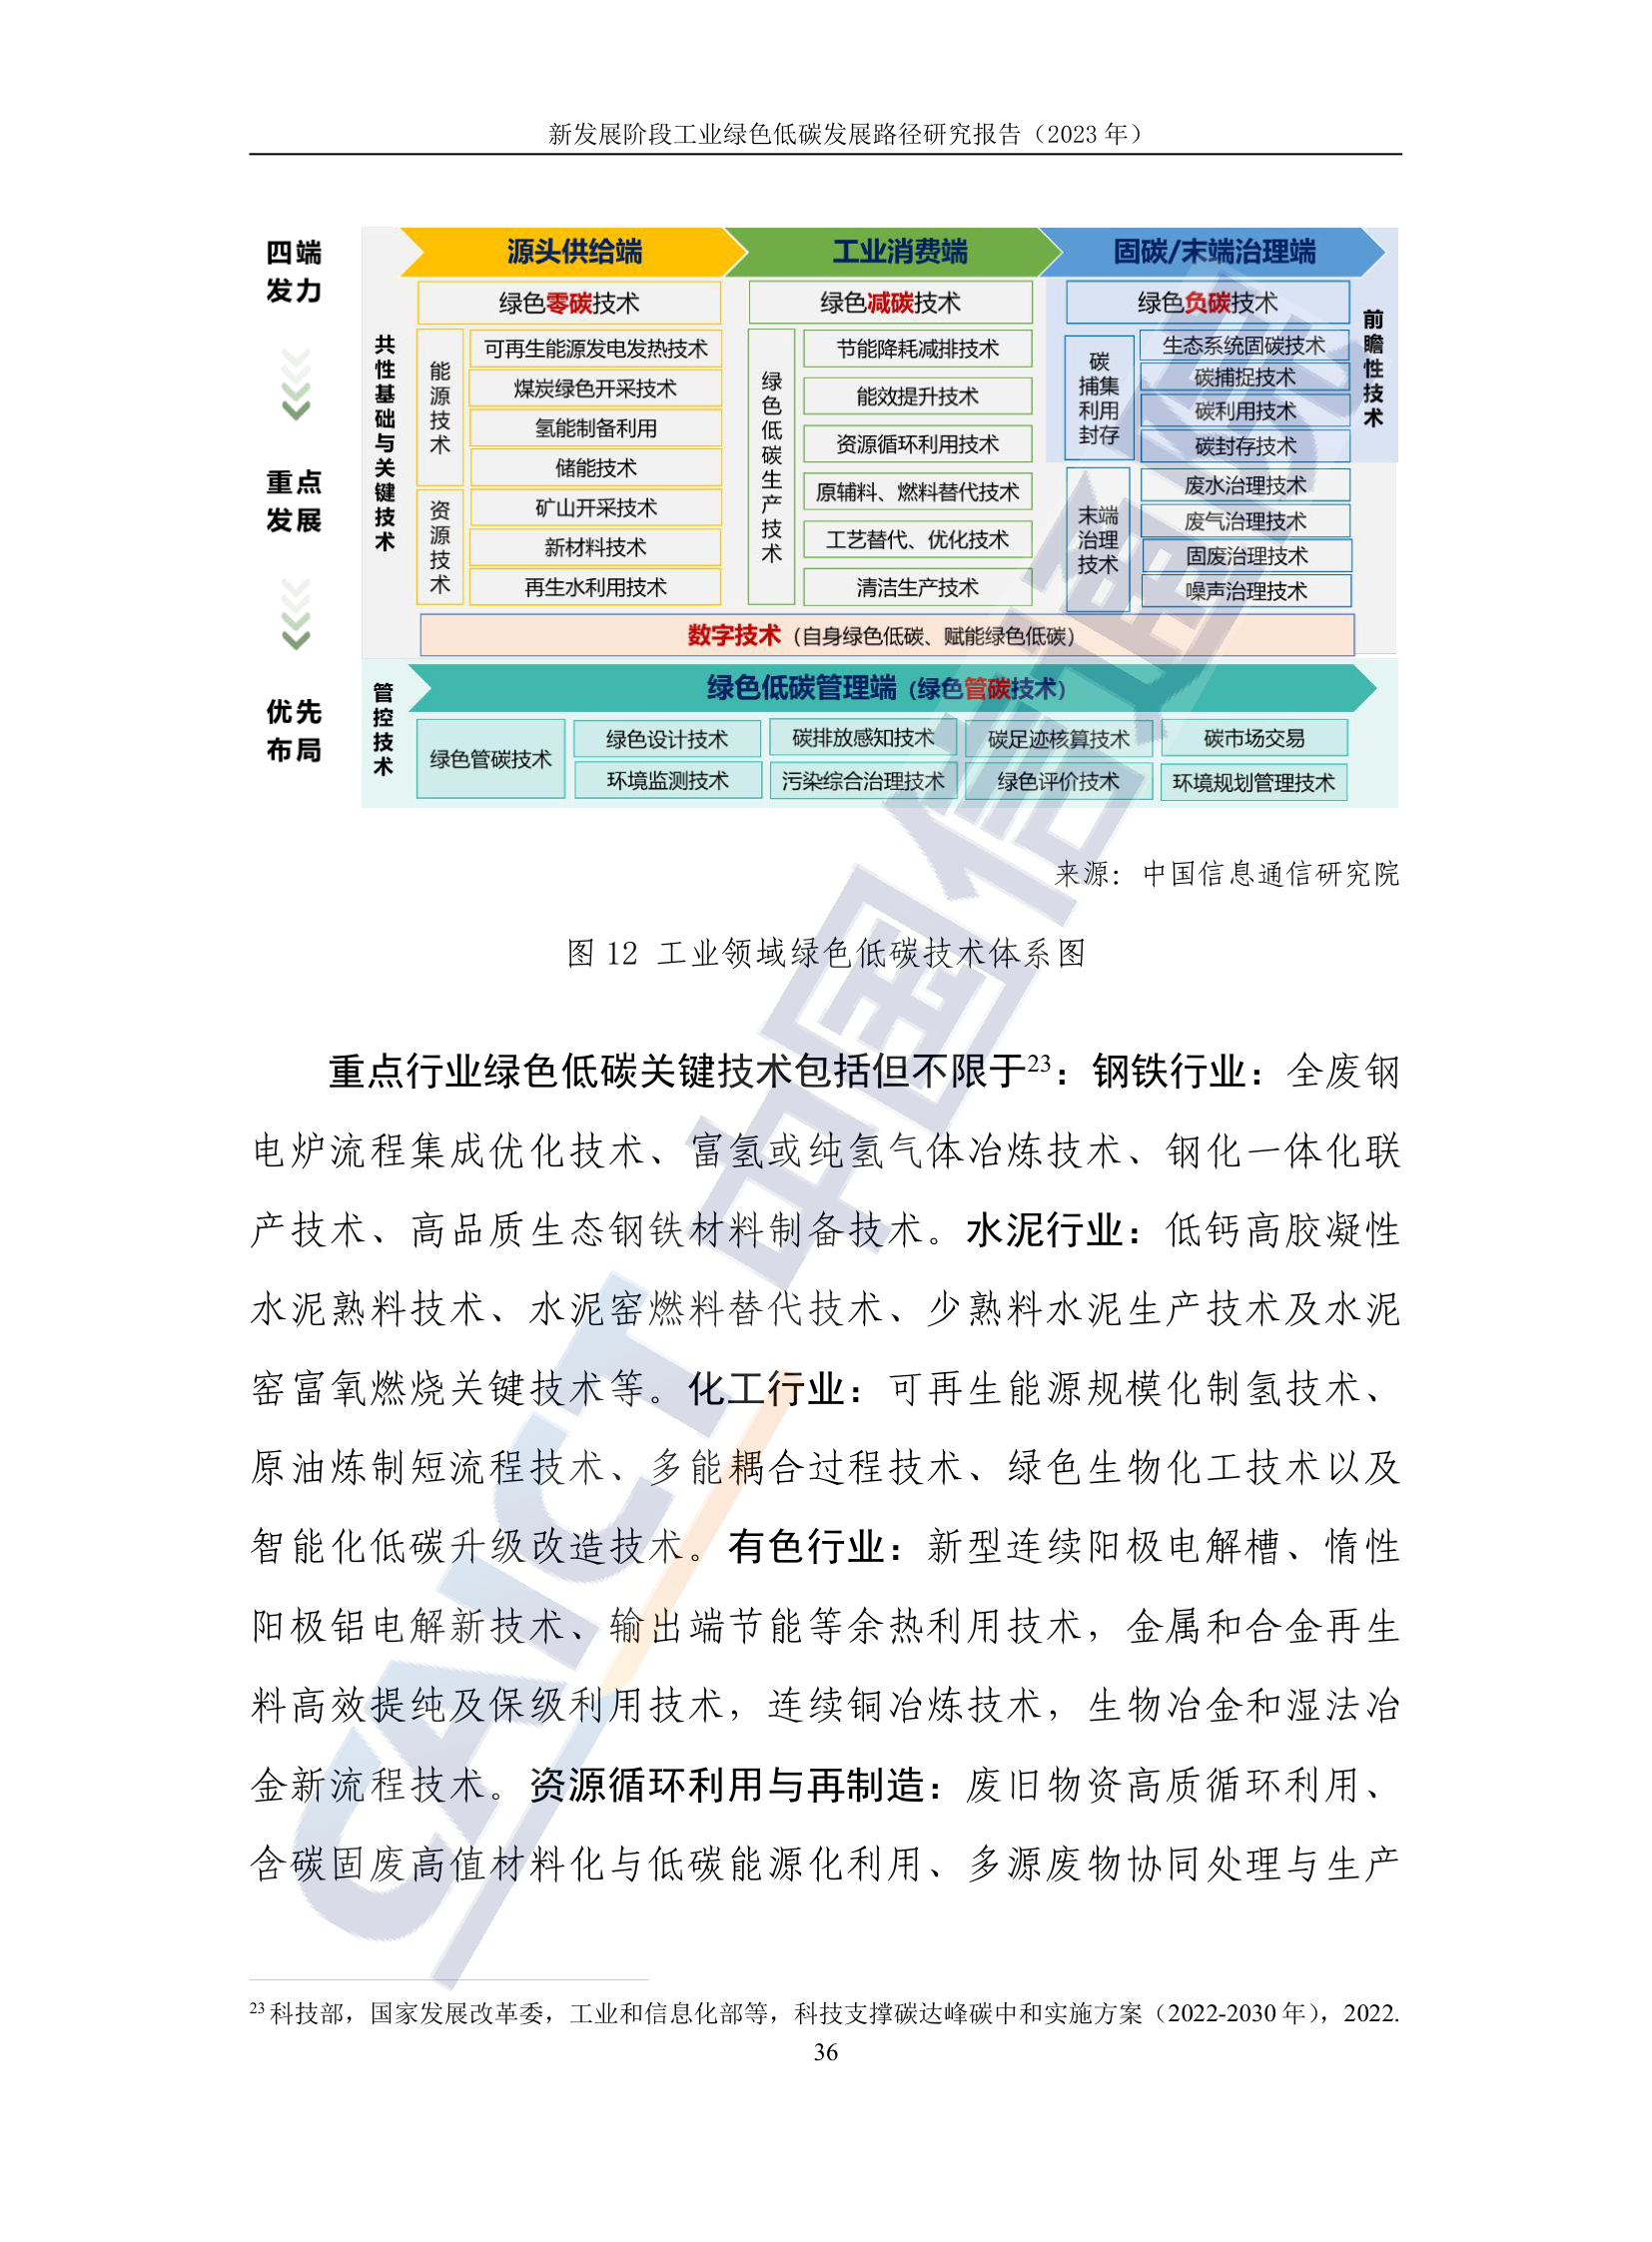 新发展阶段工业绿色低碳发展路径研究报告（2023 年）
四端
发力
重点
发展
优先
布局
共性基础与关键技术
源头供给端
工业消费端
固碳/末端治理端
绿色零碳技术
绿色减碳技术
绿色负碳技术
前瞻性技术
能源技术
可再生能源发电发热技术
煤炭绿色开采技术
氢能制备利用
储能技术
资源技术
矿山开采技术
新材料技术
再生水利用技术
绿色低碳生产技术
节能降耗减排技术
能效提升技术
资源循环利用技术
原辅料、燃料替代技术
工艺替代、优化技术
清洁生产技术
碳
捕集
利用
封存
生态系统固碳技术
碳捕捉技术
碳利用技术
碳封存技术
末端
治理
技术
废水治理技术
废气治理技术
固废治理技术
噪声治理技术
数字技术（自身绿色低碳、赋能绿色低碳）
管控技术
绿色低碳管理端（绿色管碳技术）
绿色管碳技术
绿色设计技术
碳排放感知技术
碳足迹核算技术
碳市场交易
环境监测技术
污染综合治理技术
绿色评价技术
环境规划管理技术
来源：中国信息通信研究院
图 12 工业领域绿色低碳技术体系图
重点行业绿色低碳关键技术包括但不限于23：钢铁行业：全废钢
电炉流程集成优化技术、富氢或纯氢气体冶炼技术、钢化一体化联
产技术、高品质生态钢铁材料制备技术。水泥行业：低钙高胶凝性
水泥熟料技术、水泥窑燃料替代技术、少熟料水泥生产技术及水泥
窑富氧燃烧关键技术等。化工行业：可再生能源规模化制氢技术、
原油炼制短流程技术、多能耦合过程技术、绿色生物化工技术以及
智能化低碳升级改造技术。有色行业：新型连续阳极电解槽、惰性
阳极铝电解新技术、输出端节能等余热利用技术，金属和合金再生
料高效提纯及保级利用技术，连续铜冶炼技术，生物冶金和湿法冶
金新流程技术。资源循环利用与再制造：废旧物资高质循环利用、
含碳固废高值材料化与低碳能源化利用、多源废物协同处理与生产
23 科技部，国家发展改革委，工业和信息化部等，科技支撑碳达峰碳中和实施方案（2022-2030 年），2022.
36
CAICT 中国信通院